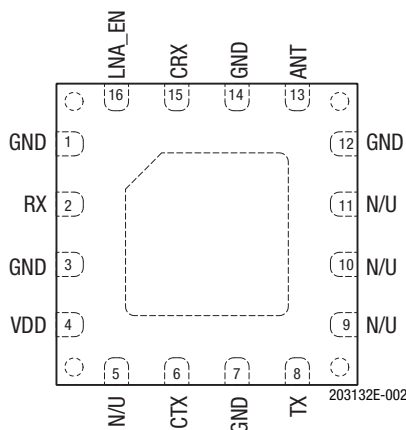 LNA_EN
CRX
GND
ANT
16
15
14
13
GND 1
12 GND
RX 2
11 N/U
GND 3
10 N/U
VDD 4
9 N/U
5
6
7
8
N/U
CTX
GND
TX
203132E-002